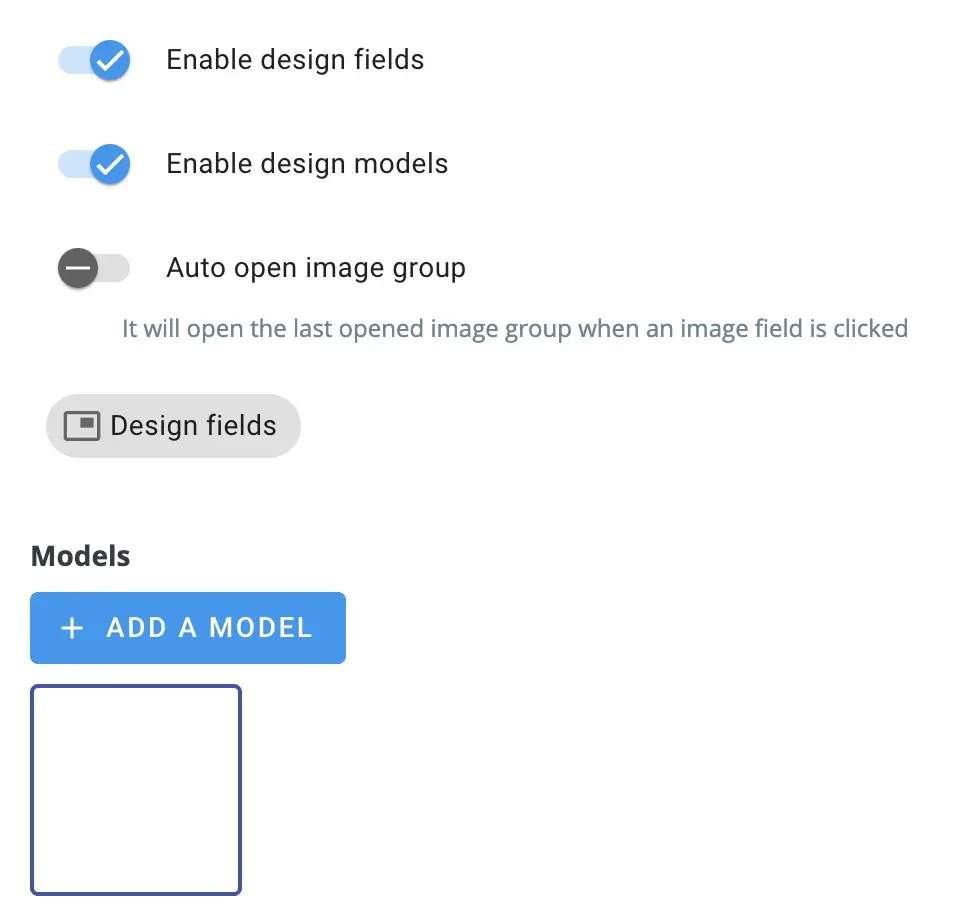 Enable design fields
Enable design models
Auto open image group
It will open the last opened image group when an image field is clicked
Design fields
Models
+ ADD A MODEL